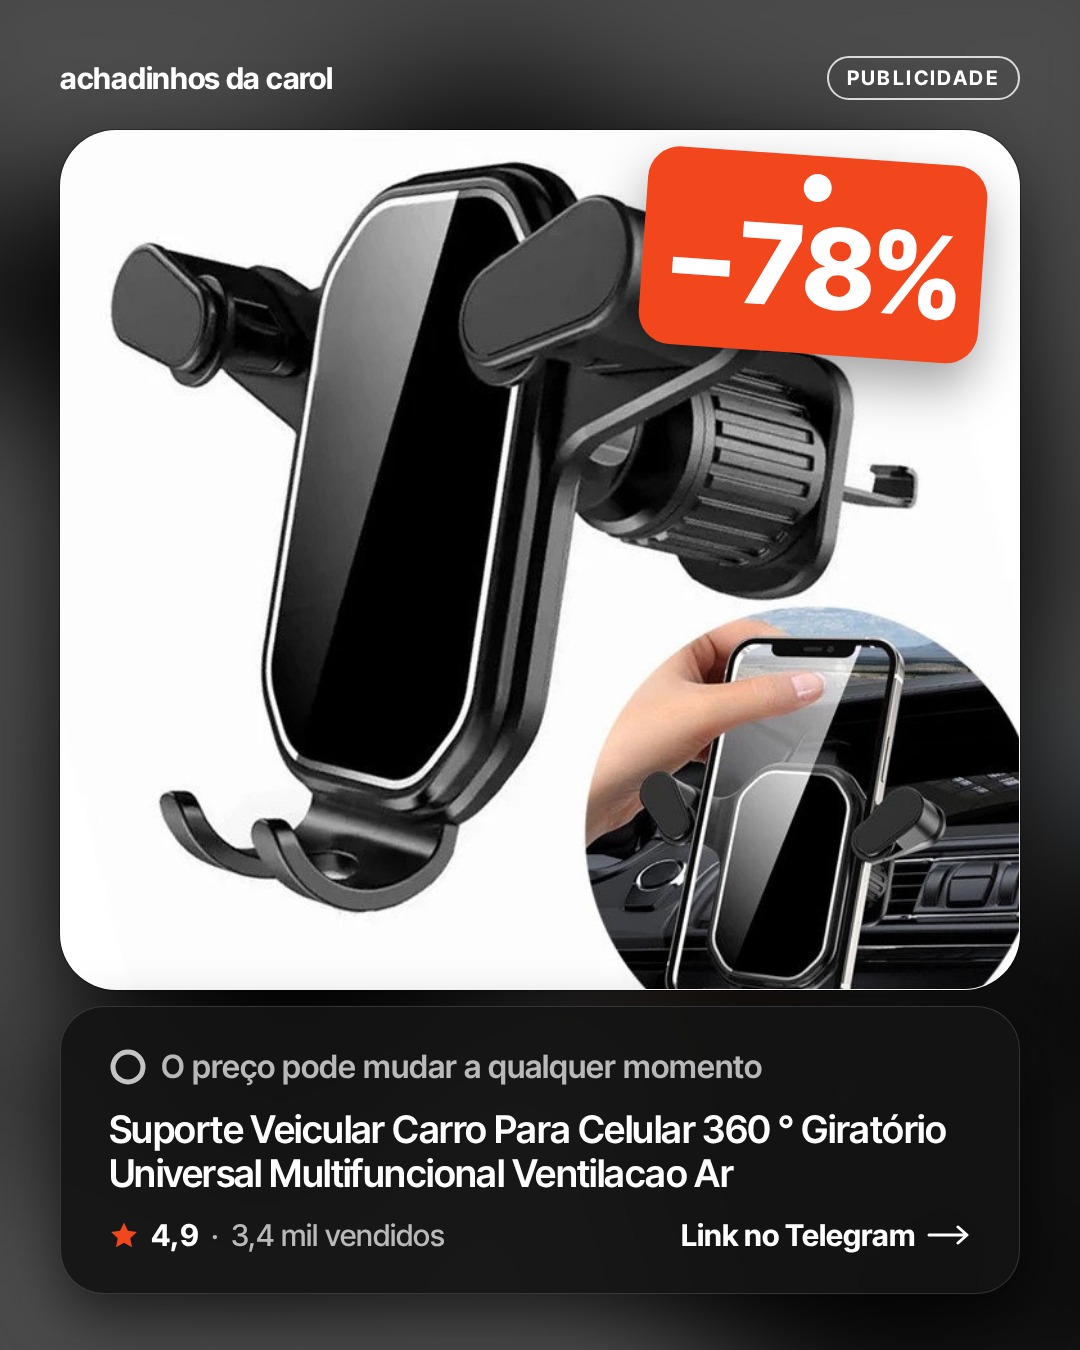 achadinhos da carol
PUBLICIDADE
−78%
O preço pode mudar a qualquer momento
Suporte Veicular Carro Para Celular 360 ° Giratório
Universal Multifuncional Ventilacao Ar
4,9 · 3,4 mil vendidos
Link no Telegram →